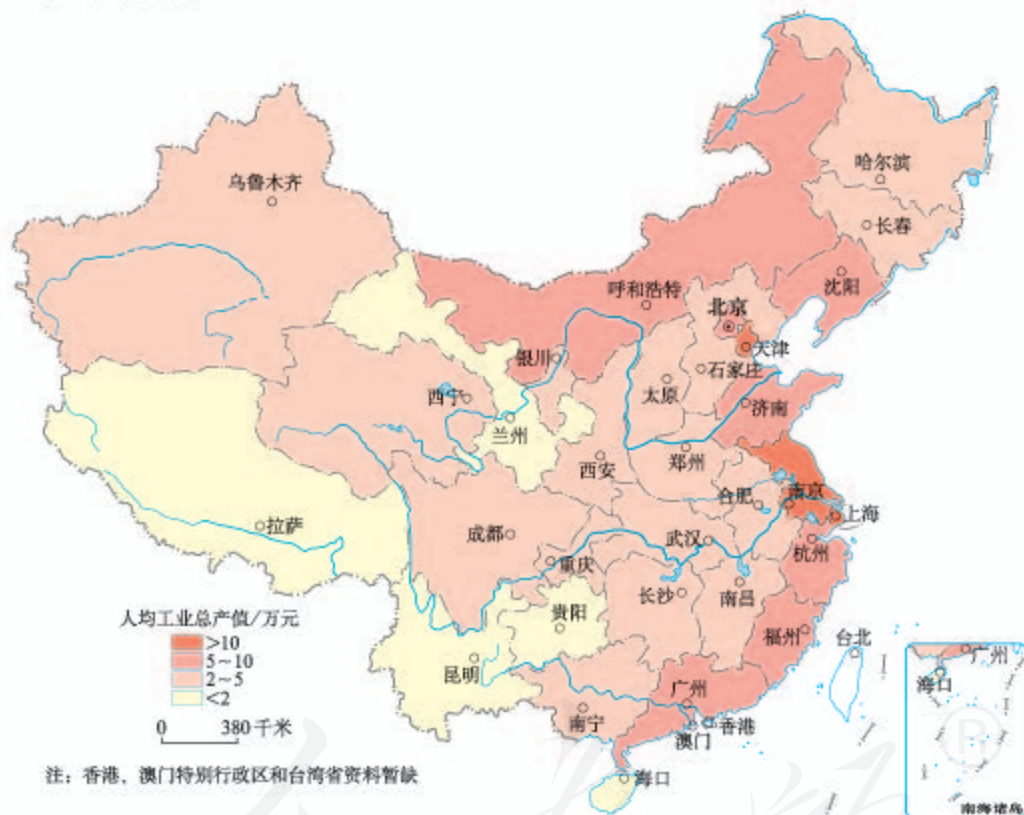 哈尔滨
乌鲁木齐
长春
沈阳
呼和浩特
北京
天津
银川
石家庄
太原
西宁
济南
兰州
郑州
西安
南京
合肥
上海
拉萨
成都
武汉
杭州
重庆
长沙
南昌
贵阳
福州
台北
昆明
广州
南宁
香港
澳门
海口
人均工业总产值/万元
>10
5~10
2~5
<2
0 380千米
注:香港、澳门特别行政区和台湾省资料暂缺
广州
海口
南海诸岛
R